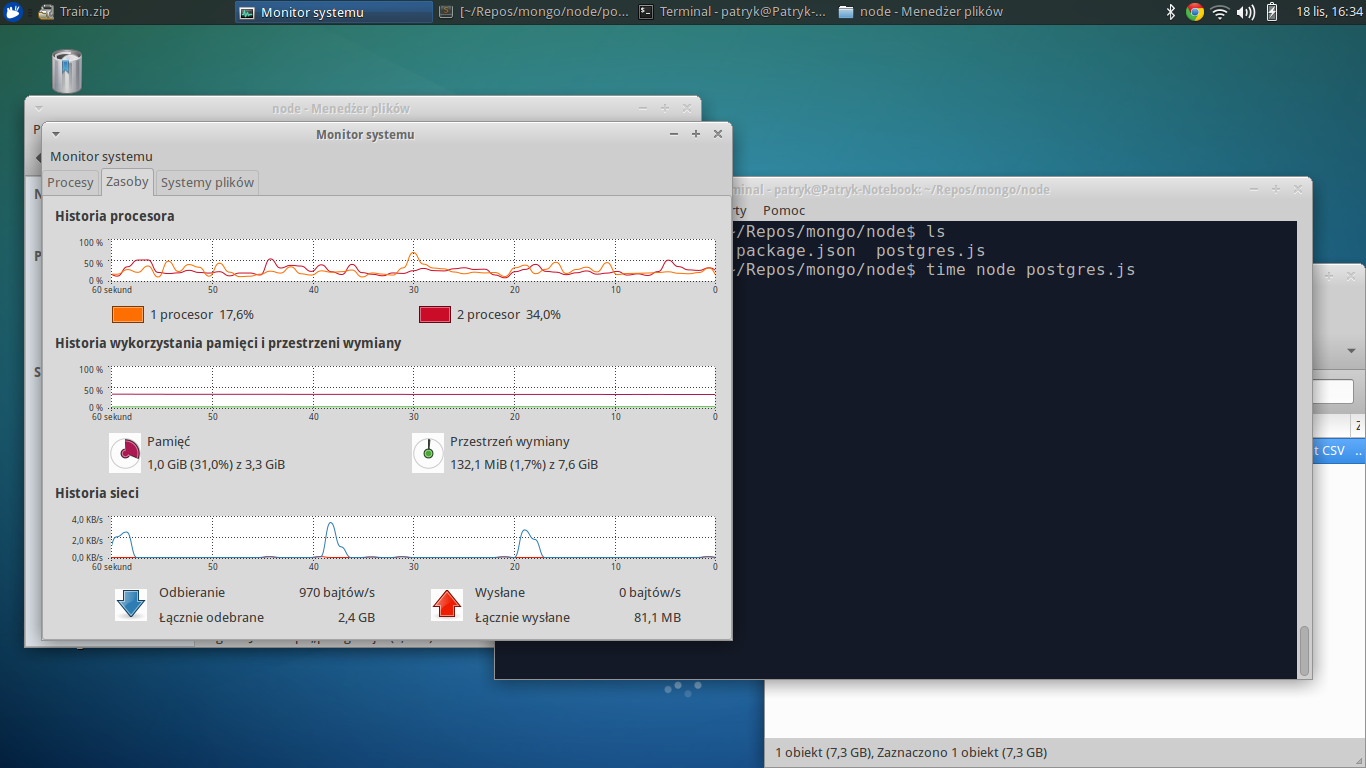 Train.zip
Monitor systemu
[~/Repos/mongo/node/po...
Terminal - patryk@Patryk-...
node - Menedżer plików
18 lis, 16:34
node - Menedżer plików
P
Monitor systemu
Monitor systemu
Procesy
Zasoby
Systemy plików
N
P
S
Historia procesora
100 %
50 %
0 %
60 sekund 50 40 30 20 10 0
1 procesor 17,6%
2 procesor 34,0%
Historia wykorzystania pamięci i przestrzeni wymiany
100 %
50 %
0 %
60 sekund 50 40 30 20 10 0
Pamięć
1,0 GiB (31,0%) z 3,3 GiB
Przestrzeń wymiany
132,1 MiB (1,7%) z 7,6 GiB
Historia sieci
4,0 KB/s
2,0 KB/s
0,0 KB/s
60 sekund 50 40 30 20 10 0
Odbieranie 970 bajtów/s
Łącznie odebrane 2,4 GB
Wysłane 0 bajtów/s
Łącznie wysłane 81,1 MB
minal - patryk@Patryk-Notebook: ~/Repos/mongo/node
rty Pomoc
~/Repos/mongo/node$ ls
package.json postgres.js
~/Repos/mongo/node$ time node postgres.js
t CSV ..
1 obiekt (7,3 GB), Zaznaczono 1 obiekt (7,3 GB)